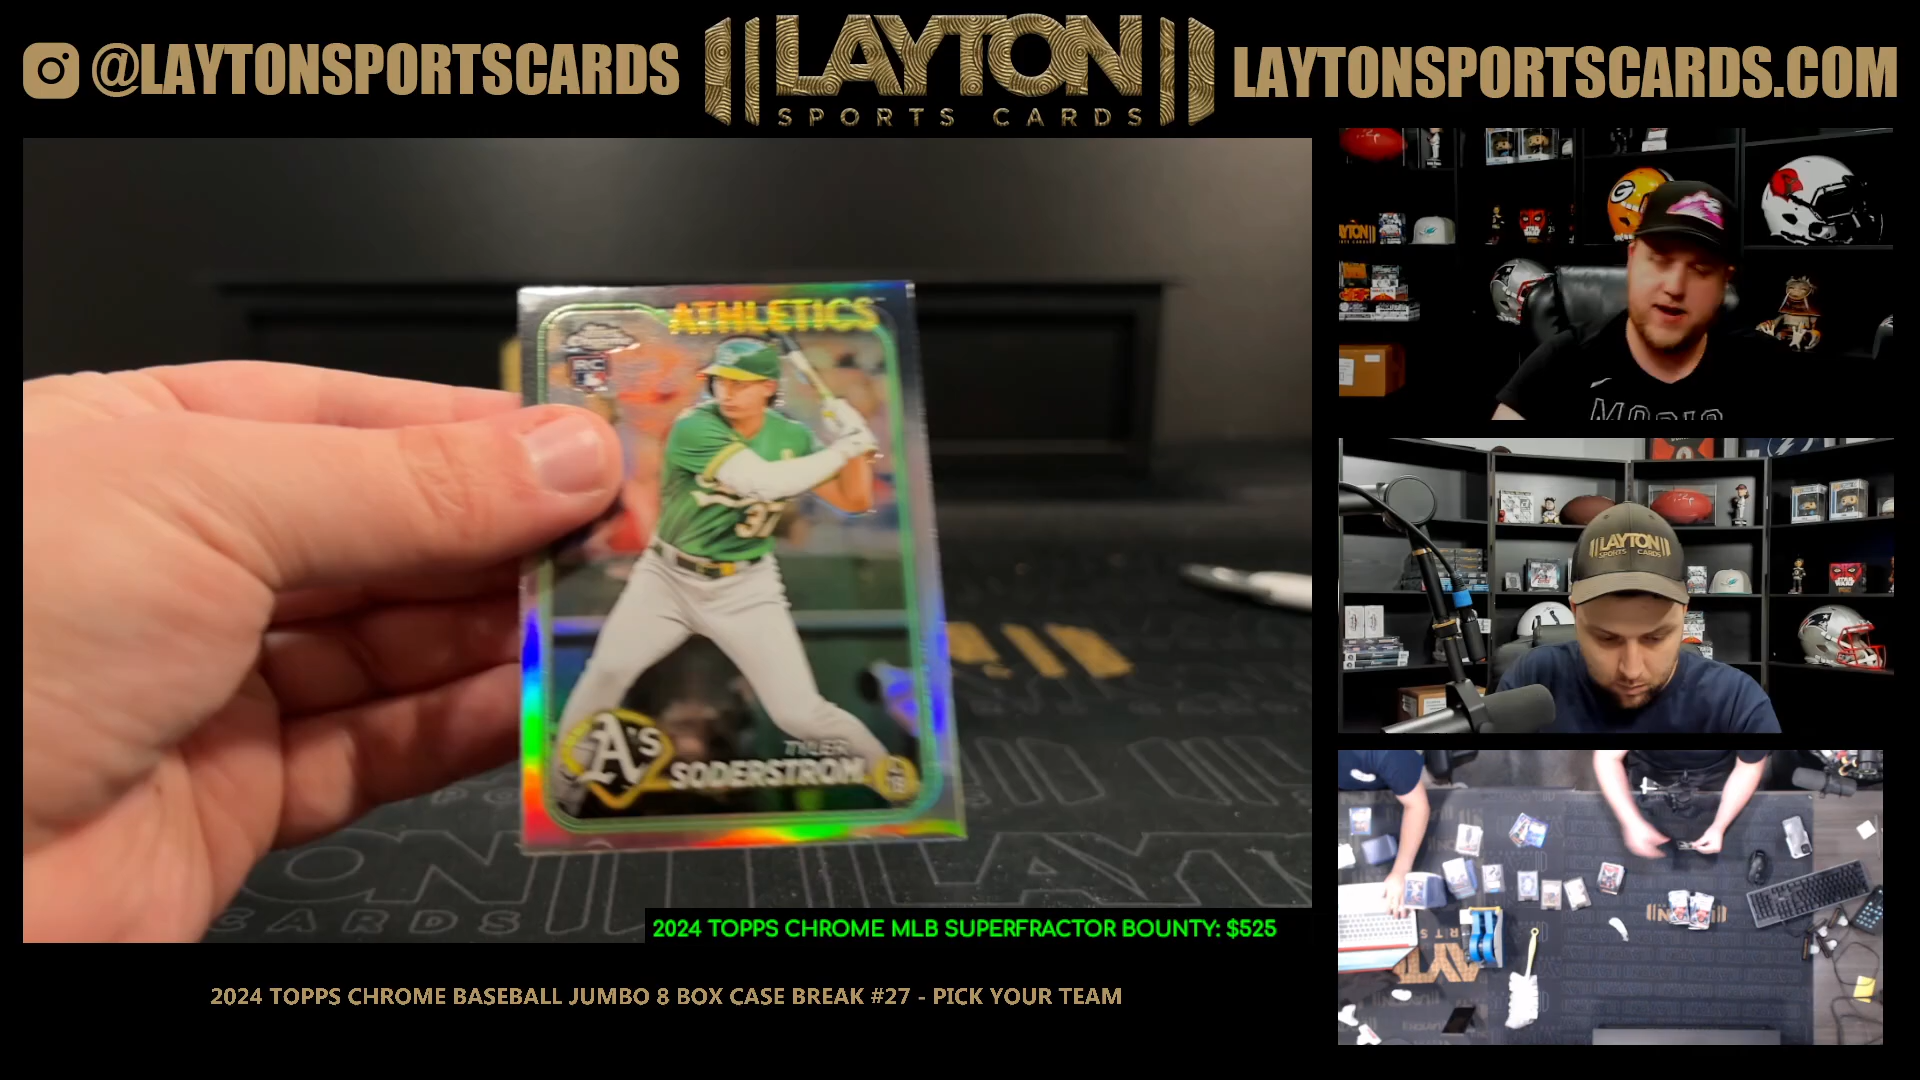 @LAYTONSPORTSCARDS
LAYTON
SPORTS CARDS
LAYTONSPORTSCARDS.COM
ATHLETICS
RC
37
A's
TYLER
SODERSTROM
LAYTON
SPORTS CARDS
2024 TOPPS CHROME MLB SUPERFRACTOR BOUNTY: $525
2024 TOPPS CHROME BASEBALL JUMBO 8 BOX CASE BREAK #27 - PICK YOUR TEAM